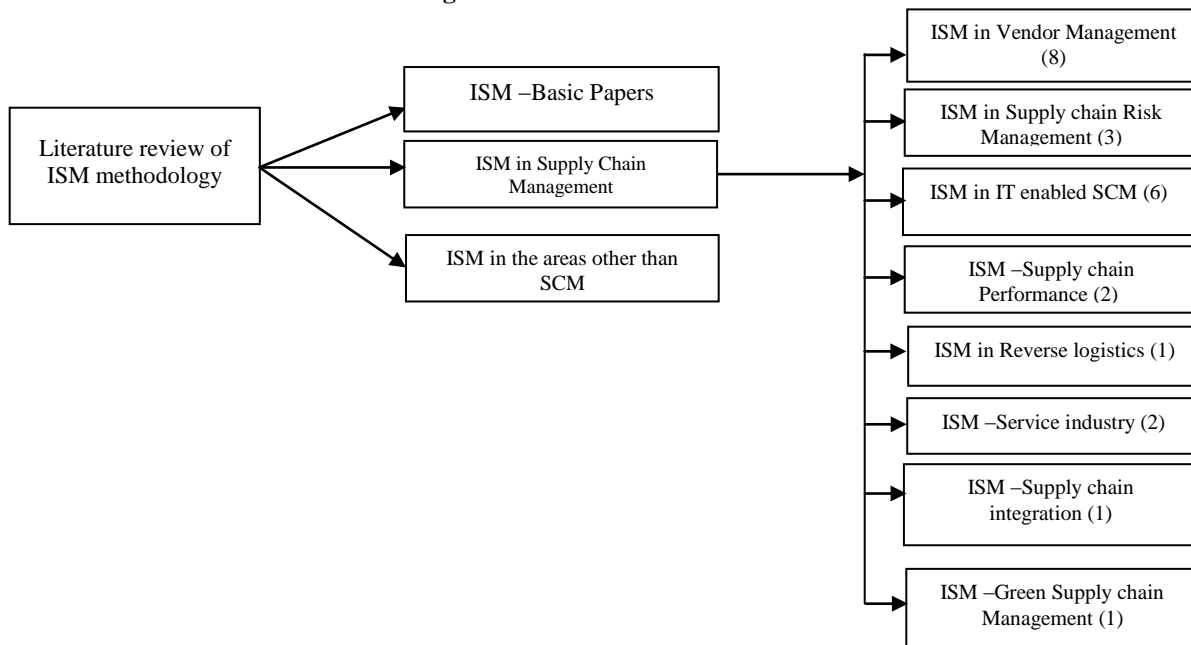 Literature review of
ISM methodology
ISM –Basic Papers
ISM in Supply Chain
Management
ISM in the areas other than
SCM
ISM in Vendor Management
(8)
ISM in Supply chain Risk
Management (3)
ISM in IT enabled SCM (6)
ISM –Supply chain
Performance (2)
ISM in Reverse logistics (1)
ISM –Service industry (2)
ISM –Supply chain
integration (1)
ISM –Green Supply chain
Management (1)